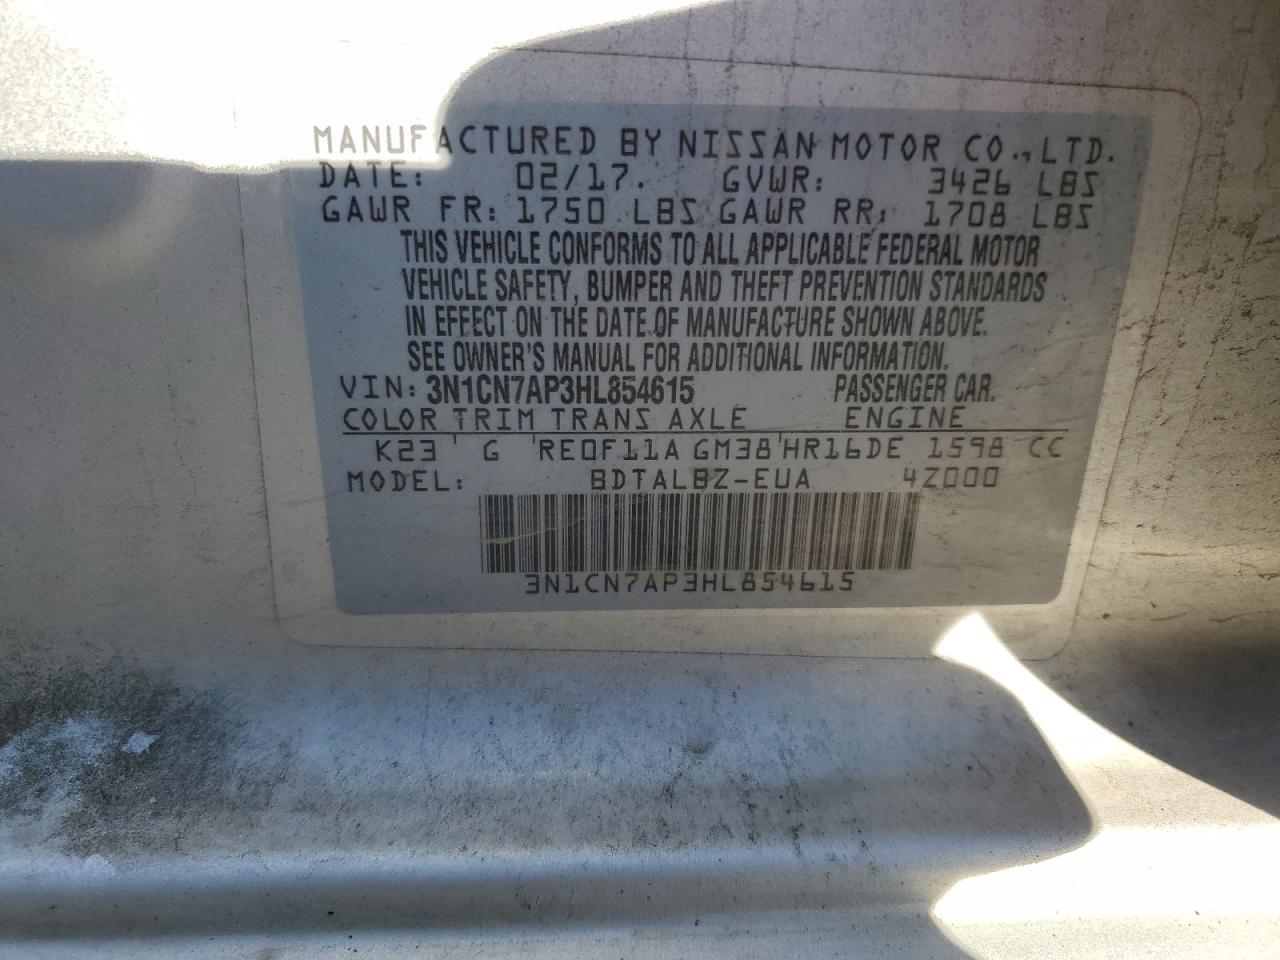 MANUFACTURED BY NISSAN MOTOR CO., LTD.
DATE: 02/17. GVWR: 3426 LBS
GAWR FR: 1750 LBS GAWR RR: 1708 LBS
THIS VEHICLE CONFORMS TO ALL APPLICABLE FEDERAL MOTOR
VEHICLE SAFETY, BUMPER AND THEFT PREVENTION STANDARDS
IN EFFECT ON THE DATE OF MANUFACTURE SHOWN ABOVE.
SEE OWNER'S MANUAL FOR ADDITIONAL INFORMATION.
VIN: 3N1CN7AP3HL854615 PASSENGER CAR.
COLOR TRIM TRANS AXLE ENGINE
K23 G RE0F11A GM38 HR16DE 1598 CC
MODEL: BDTALBZ-EUA 4Z000
3N1CN7AP3HL854615